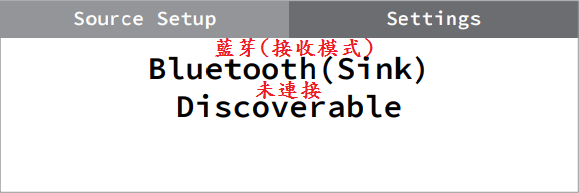 Source Setup
Settings
藍芽(接收模式)
Bluetooth(Sink)
未連接
Discoverable